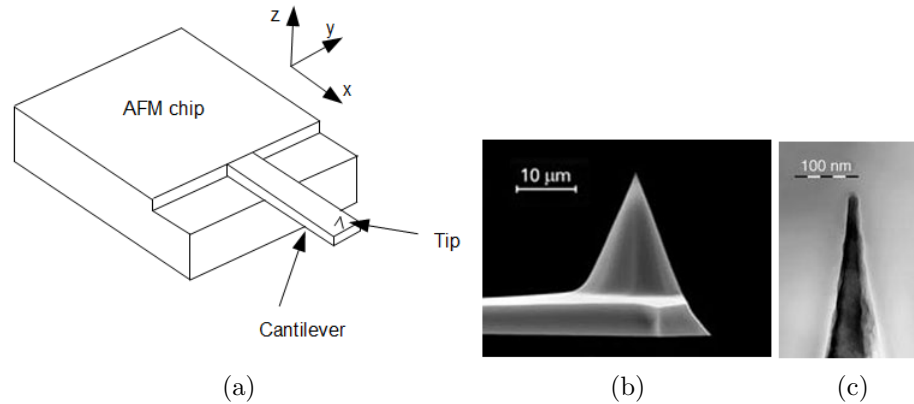 z
y
x
AFM chip
Tip
Cantilever
10 µm
100 nm
(a)
(b)
(c)